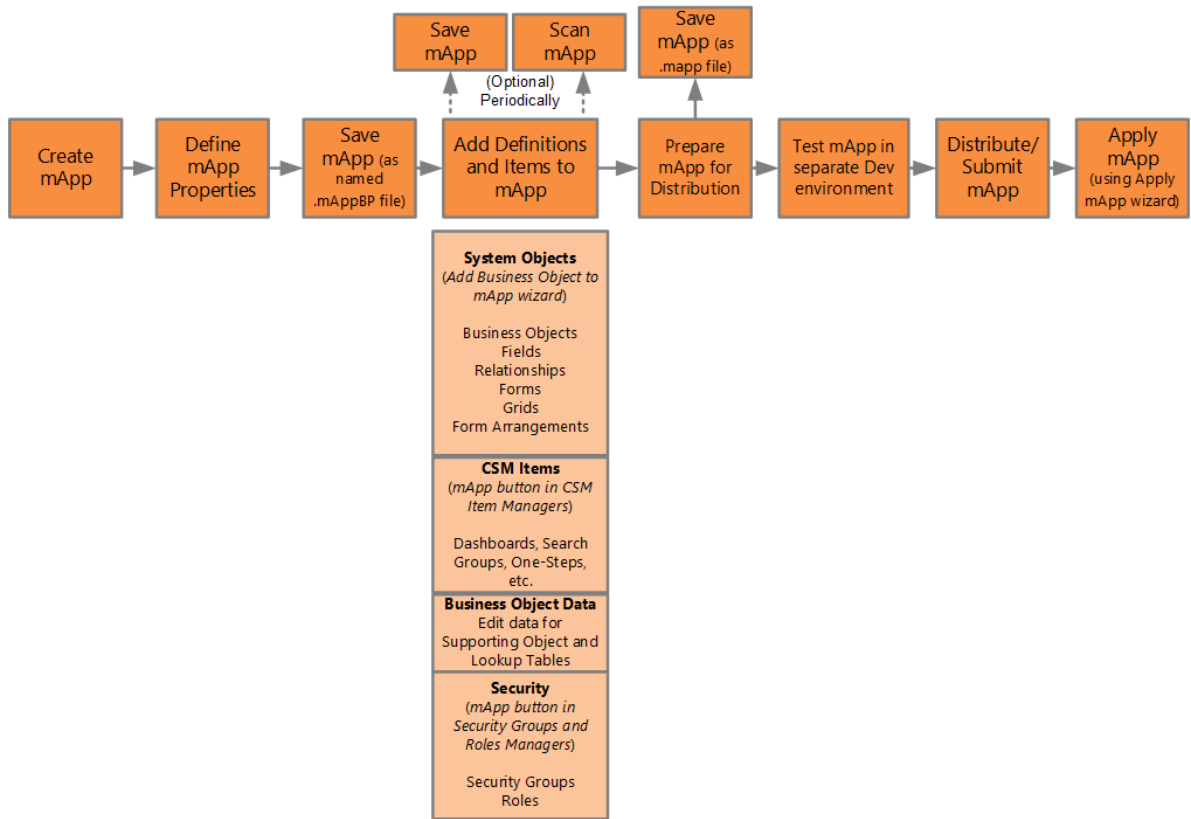 Save
mApp
Scan
mApp
Save
mApp (as
.mapp file)
(Optional)
Periodically
Create
mApp
Define
mApp
Properties
Save
mApp (as
named
.mAppBP file)
Add Definitions
and Items to
mApp
Prepare
mApp for
Distribution
Test mApp in
separate Dev
environment
Distribute/
Submit
mApp
Apply
mApp
(using Apply
mApp wizard)
System Objects
(Add Business Object to
mApp wizard)
Business Objects
Fields
Relationships
Forms
Grids
Form Arrangements
CSM Items
(mApp button in CSM
Item Managers)
Dashboards, Search
Groups, One-Steps,
etc.
Business Object Data
Edit data for
Supporting Object and
Lookup Tables
Security
(mApp button in
Security Groups and
Roles Managers)
Security Groups
Roles